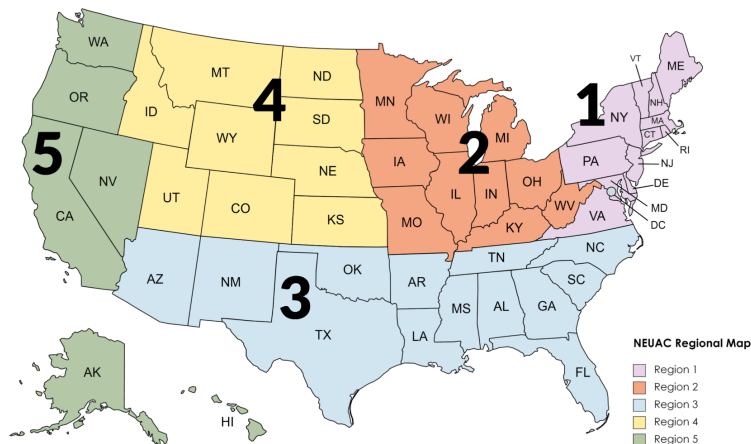 WA
OR
ID
MT
ND
SD
WY
NE
UT
CO
KS
NV
CA
4
5
MN
WI
MI
IA
IL
IN
OH
MO
KY
WV
2
1
ME
VT
NH
NY
MA
CT
RI
PA
NJ
DE
MD
DC
VA
AZ
NM
OK
TX
AR
LA
TN
NC
SC
MS
AL
GA
FL
3
AK
HI
NEUAC Regional Map
Region 1
Region 2
Region 3
Region 4
Region 5